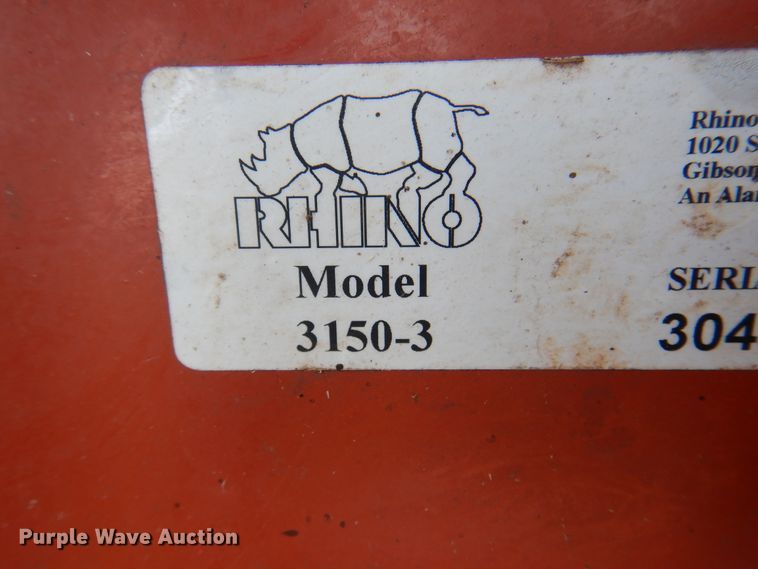 RHINO
Model
3150-3
Rhino
1020 S
Gibson
An Ala
SERI
304
Purple Wave Auction